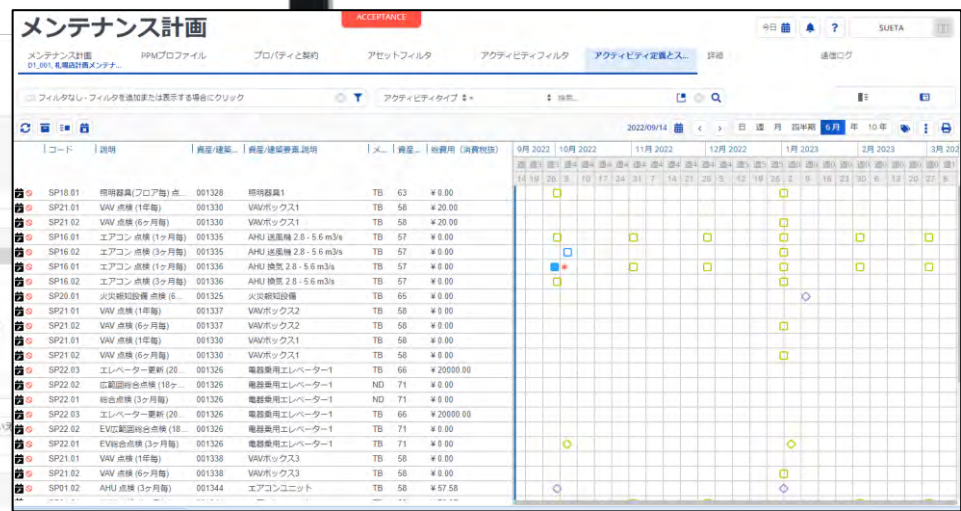 メンテナンス計画
ACCEPTANCE
今日
?
SUETA
メンテナンス計画 PPMプロファイル プロパティと契約 アセットフィルタ アクティビティフィルタ アクティビティ定義とス... 詳細 通信ログ
D1_001, 札幌店計画メンテナ...
フィルタなし - フィルタを追加または表示する場合にクリック アクティビティタイプ 検索...
2022/09/14 日 週 月 四半期 6月 年 10 年
コード 説明 資産/建築... 資産/建築要素.説明 メ... 資産... 総費用（消費税抜） 9月 2022 10月 2022 11月 2022 12月 2022 1月 2023 2月 2023 3月 202
SP18.01 照明器具(フロア毎) 点... 001328 照明器具1 TB 63 ¥ 0.00
SP21.01 VAV 点検 (1年毎) 001330 VAVボックス1 TB 58 ¥ 20.00
SP21.02 VAV 点検 (6ヶ月毎) 001330 VAVボックス1 TB 58 ¥ 20.00
SP16.01 エアコン 点検 (1ヶ月毎) 001335 AHU 送風機 2.8 - 5.6 m3/s TB 57 ¥ 0.00
SP16.02 エアコン 点検 (3ヶ月毎) 001335 AHU 送風機 2.8 - 5.6 m3/s TB 57 ¥ 0.00
SP16.01 エアコン 点検 (1ヶ月毎) 001336 AHU 換気 2.8 - 5.6 m3/s TB 57 ¥ 0.00
SP16.02 エアコン 点検 (3ヶ月毎) 001336 AHU 換気 2.8 - 5.6 m3/s TB 57 ¥ 0.00
SP20.01 火災報知設備 点検 (6... 001325 火災報知設備 TB 65 ¥ 0.00
SP21.01 VAV 点検 (1年毎) 001337 VAVボックス2 TB 58 ¥ 0.00
SP21.02 VAV 点検 (6ヶ月毎) 001337 VAVボックス2 TB 58 ¥ 0.00
SP21.01 VAV 点検 (1年毎) 001330 VAVボックス1 TB 58 ¥ 0.00
SP21.02 VAV 点検 (6ヶ月毎) 001330 VAVボックス1 TB 58 ¥ 0.00
SP22.03 エレベーター更新 (20... 001326 電器乗用エレベーター1 TB 66 ¥ 20000.00
SP22.02 広範囲総合点検 (18ヶ... 001326 電器乗用エレベーター1 ND 71 ¥ 0.00
SP22.01 総合点検 (3ヶ月毎) 001326 電器乗用エレベーター1 ND 71 ¥ 0.00
SP22.03 エレベーター更新 (20... 001326 電器乗用エレベーター1 TB 66 ¥ 20000.00
SP22.02 EV広範囲総合点検 (18... 001326 電器乗用エレベーター1 TB 71 ¥ 0.00
SP22.01 EV総合点検 (3ヶ月毎) 001326 電器乗用エレベーター1 TB 71 ¥ 0.00
SP21.01 VAV 点検 (1年毎) 001338 VAVボックス3 TB 58 ¥ 0.00
SP21.02 VAV 点検 (6ヶ月毎) 001338 VAVボックス3 TB 58 ¥ 0.00
SP01.02 AHU 点検 (3ヶ月毎) 001344 エアコンユニット TB 58 ¥ 57.58